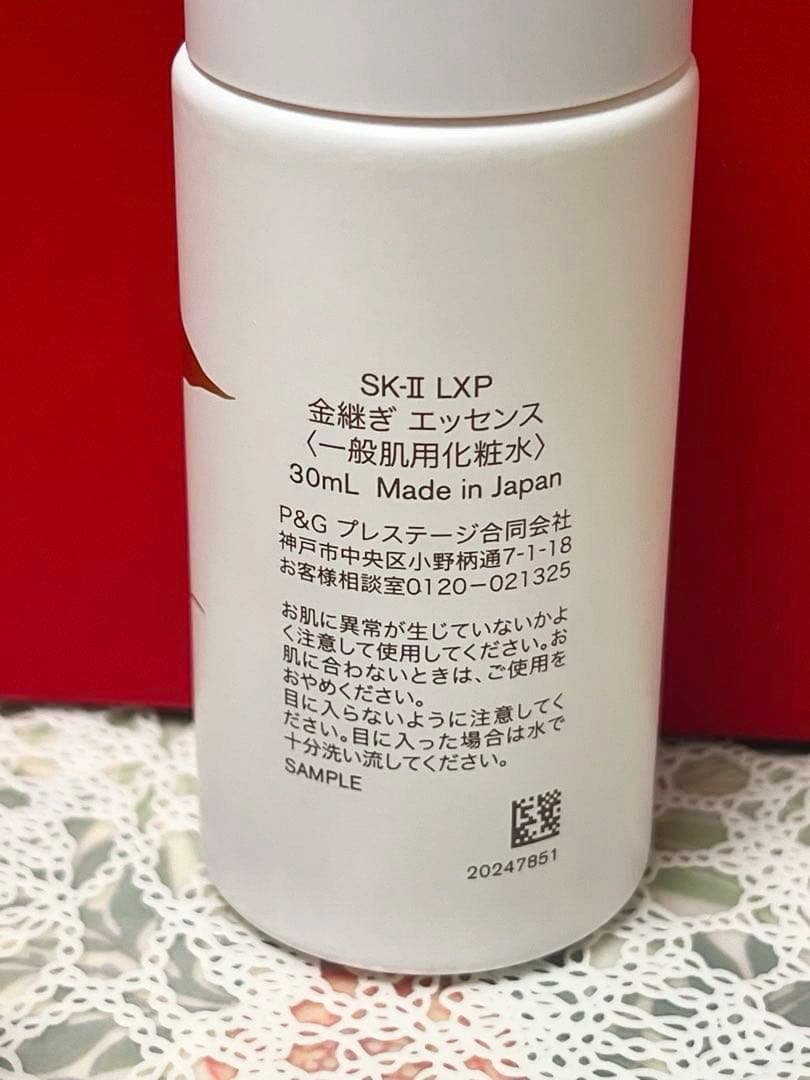 SK-Ⅱ LXP
金継ぎ エッセンス
〈一般肌用化粧水〉
30mL Made in Japan
P&G プレステージ合同会社
神戸市中央区小野柄通7-1-18
お客様相談室0120－021325
お肌に異常が生じていないかよ
く注意して使用してください。お
肌に合わないときは、ご使用を
おやめください。
目に入らないように注意してく
ださい。目に入った場合は水で
十分洗い流してください。
SAMPLE
20247851